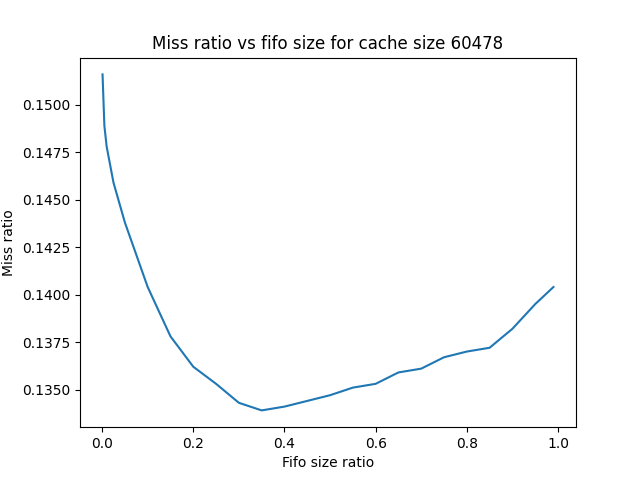 Miss ratio vs fifo size for cache size 60478
0.1500
0.1475
0.1450
0.1425
0.1400
0.1375
0.1350
Miss ratio
0.0 0.2 0.4 0.6 0.8 1.0
Fifo size ratio